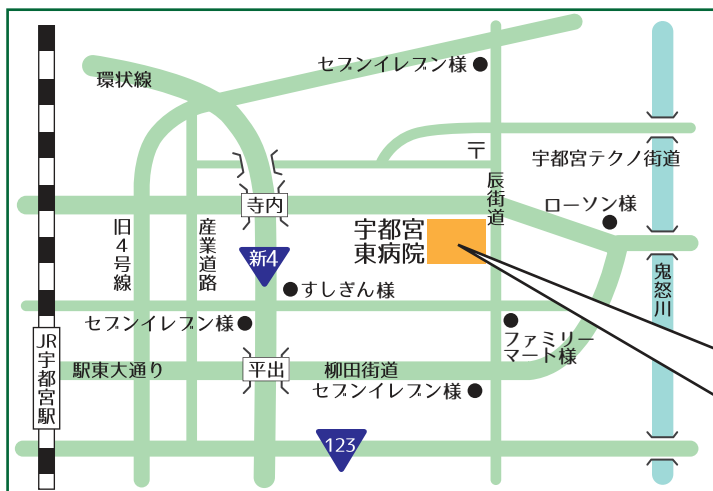 セブンイレブン様
環状線
〒
宇都宮テクノ街道
寺内
辰街道
ローソン様
旧4号線
産業道路
宇都宮
東病院
新4
鬼怒川
すしぎん様
セブンイレブン様
ファミリー
マート様
JR宇都宮駅
駅東大通り
平出
柳田街道
セブンイレブン様
123